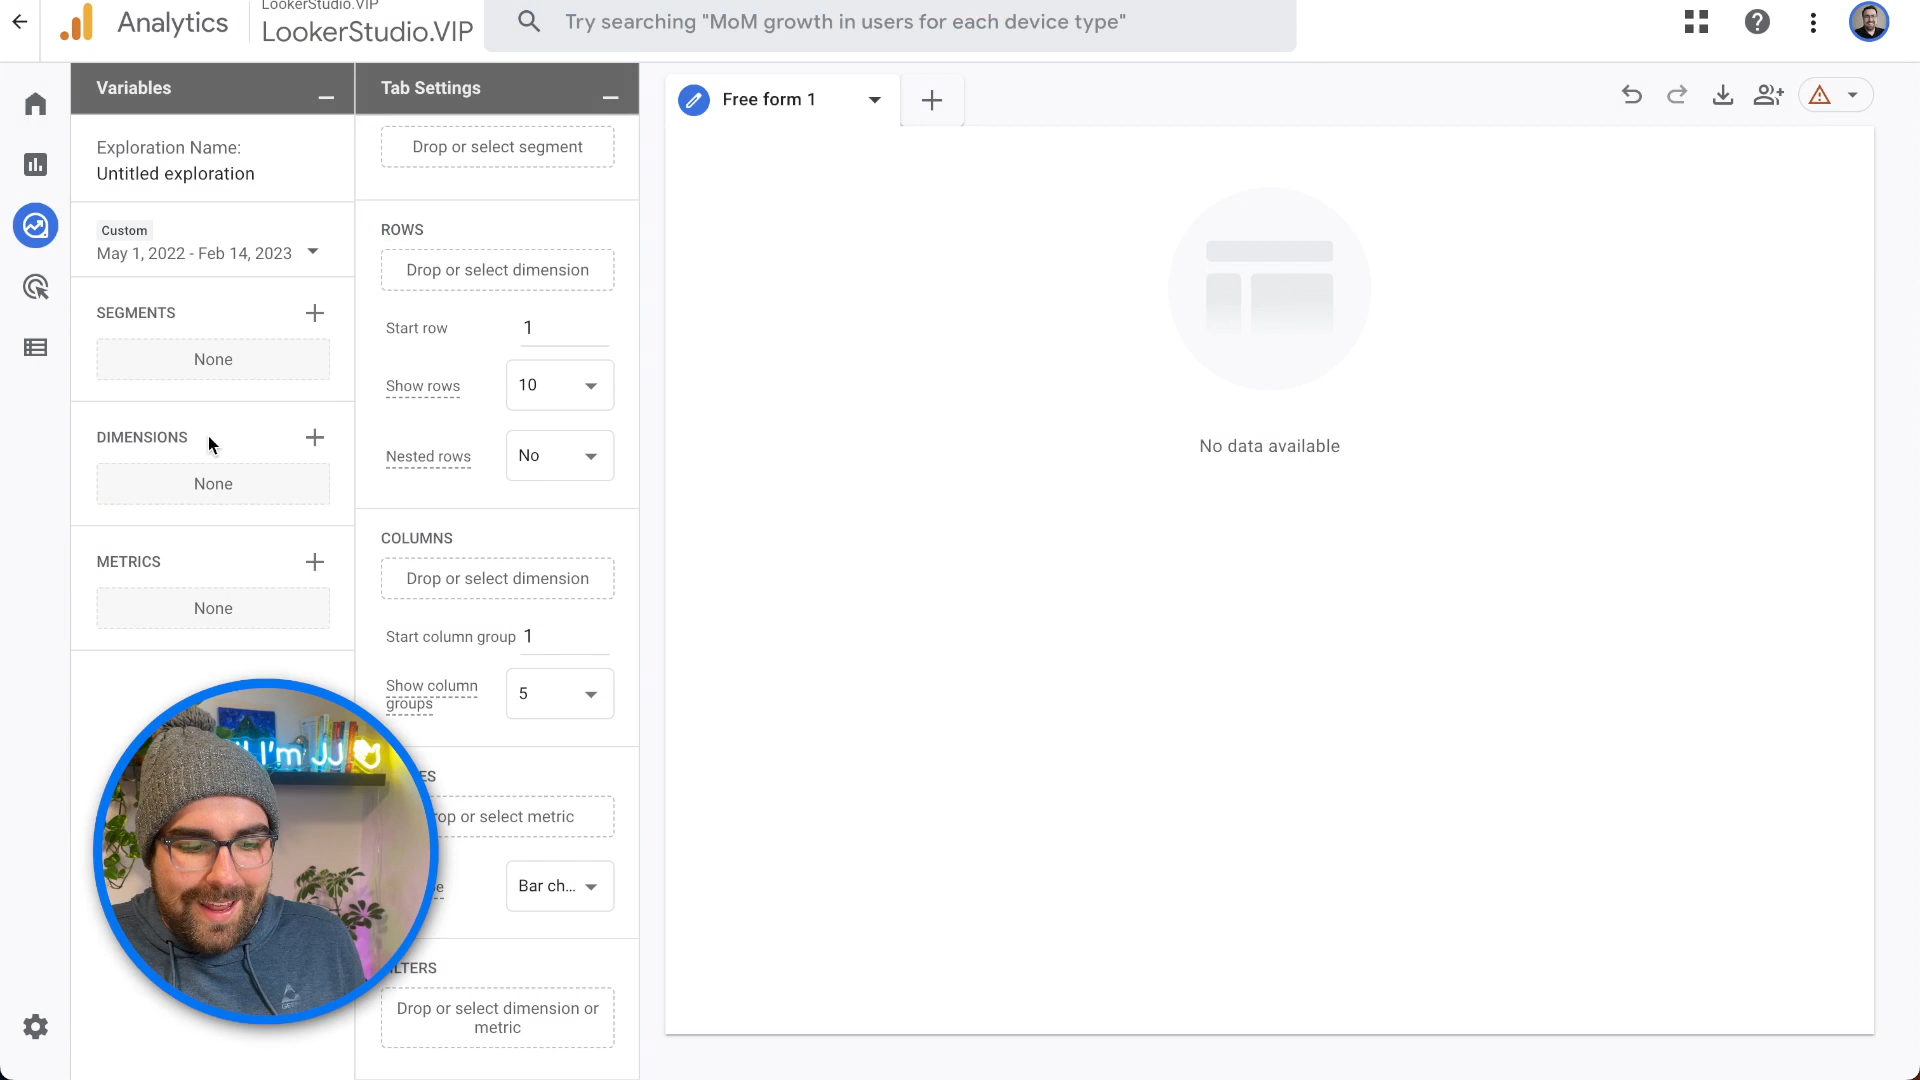 LookerStudio.VIP
Analytics
LookerStudio.VIP
Try searching "MoM growth in users for each device type"
Variables
Tab Settings
Free form 1
Exploration Name:
Untitled exploration
Drop or select segment
Custom
May 1, 2022 - Feb 14, 2023
ROWS
Drop or select dimension
SEGMENTS
None
Start row
1
Show rows
10
DIMENSIONS
None
Nested rows
No
No data available
METRICS
None
COLUMNS
Drop or select dimension
Start column group
1
Show column
groups
5
ES
rop or select metric
Bar ch...
I'm JJ
LTERS
Drop or select dimension or
metric